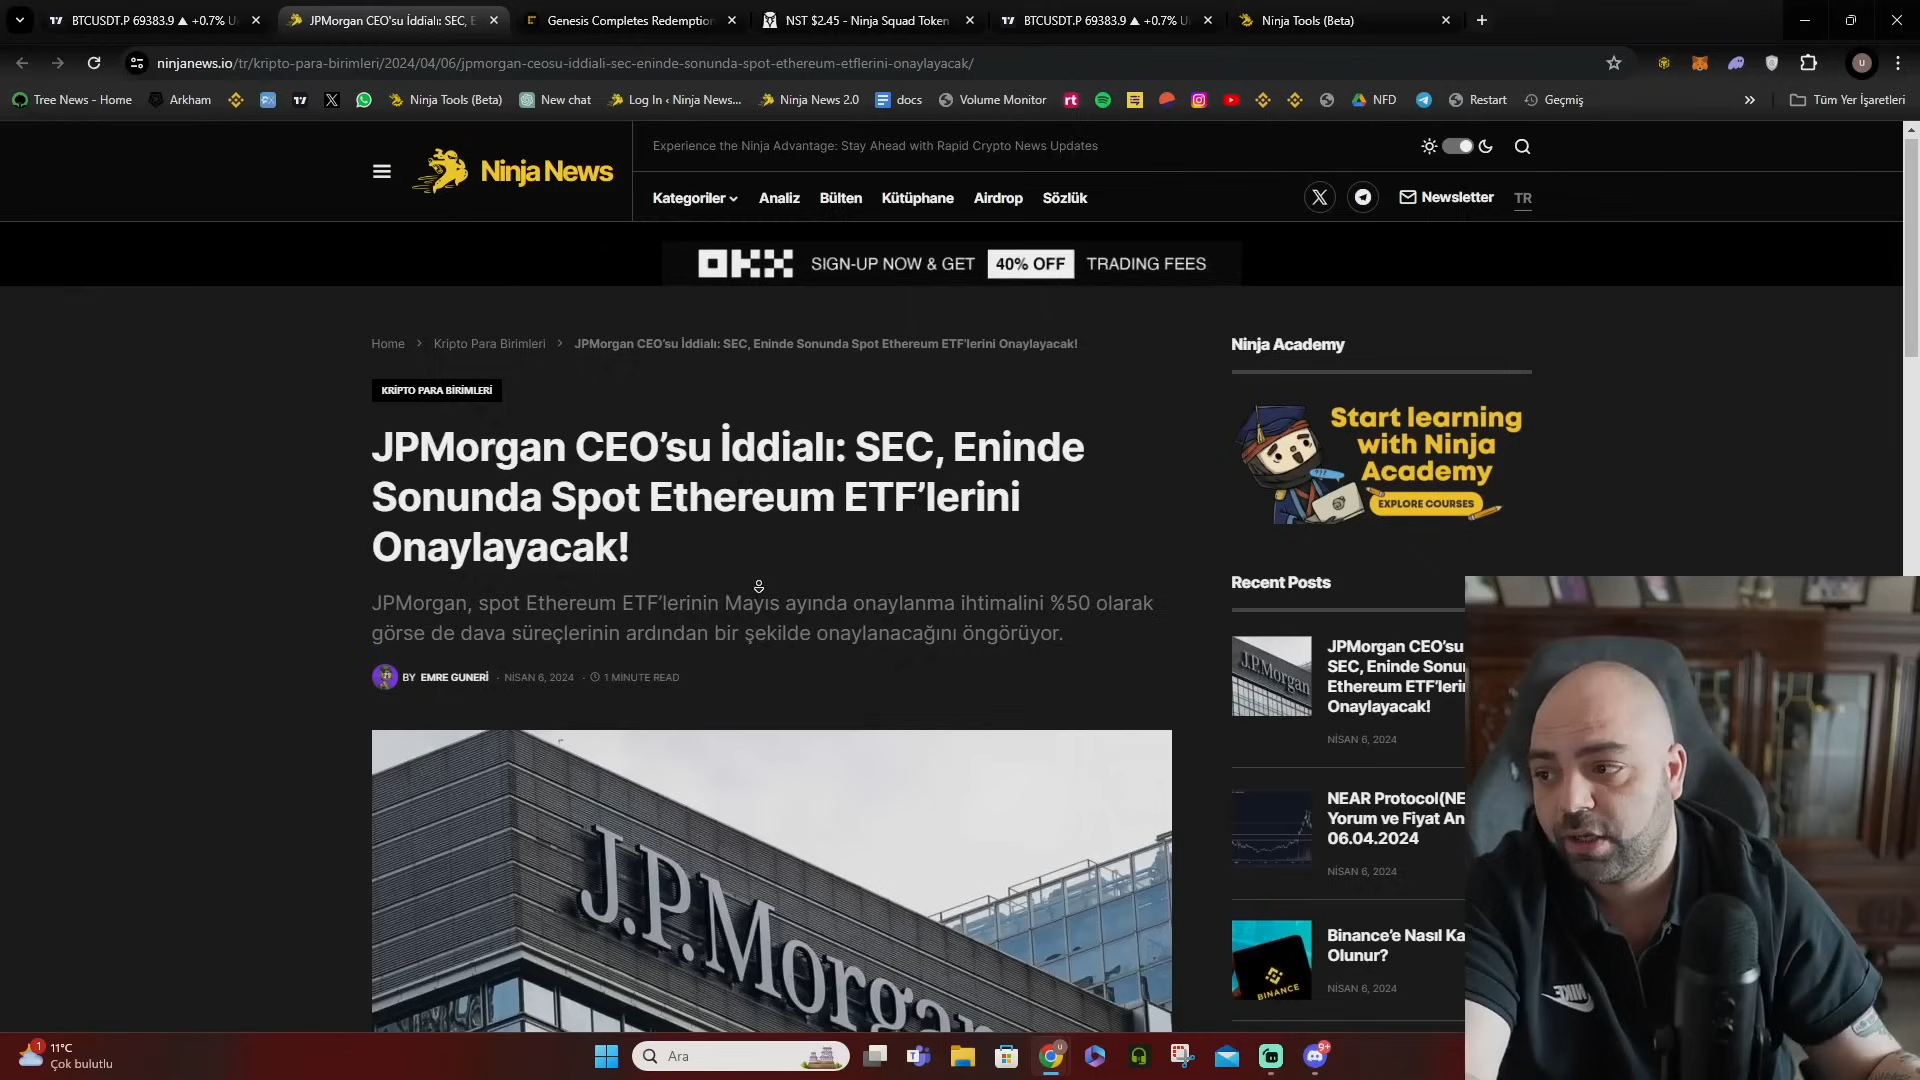 BTCUSDT.P 69383.9 ▲ +0.7% U
JPMorgan CEO'su İddialı: SEC, E
Genesis Completes Redemption
NST $2.45 - Ninja Squad Token
BTCUSDT.P 69383.9 ▲ +0.7% U
Ninja Tools (Beta)
ninjanews.io/tr/kripto-para-birimleri/2024/04/06/jpmorgan-ceosu-iddiali-sec-eninde-sonunda-spot-ethereum-etflerini-onaylayacak/
U
Tree News - Home
Arkham
Ninja Tools (Beta)
New chat
Log In ‹ Ninja News...
Ninja News 2.0
docs
Volume Monitor
rt
NFD
Restart
Geçmiş
»
Tüm Yer İşaretleri
Ninja News
Experience the Ninja Advantage: Stay Ahead with Rapid Crypto News Updates
Kategoriler
Analiz
Bülten
Kütüphane
Airdrop
Sözlük
Newsletter
TR
OKX SIGN-UP NOW & GET 40% OFF TRADING FEES
Home > Kripto Para Birimleri > JPMorgan CEO'su İddialı: SEC, Eninde Sonunda Spot Ethereum ETF'lerini Onaylayacak!
KRİPTO PARA BİRİMLERİ
JPMorgan CEO’su İddialı: SEC, Eninde
Sonunda Spot Ethereum ETF’lerini
Onaylayacak!
JPMorgan, spot Ethereum ETF’lerinin Mayıs ayında onaylanma ihtimalini %50 olarak
görse de dava süreçlerinin ardından bir şekilde onaylanacağını öngörüyor.
BY EMRE GUNERİ · NİSAN 6, 2024 · 1 MINUTE READ
J.P.Morgan
Ninja Academy
Start learning
with Ninja
Academy
EXPLORE COURSES
Recent Posts
J.P.Morgan
JPMorgan CEO’su
SEC, Eninde Sonu
Ethereum ETF’leri
Onaylayacak!
NİSAN 6, 2024
NEAR Protocol(NE
Yorum ve Fiyat An
06.04.2024
NİSAN 6, 2024
BINANCE
Binance’e Nasıl Ka
Olunur?
NİSAN 6, 2024
NIKE
1
11°C
Çok bulutlu
Ara
U
9+